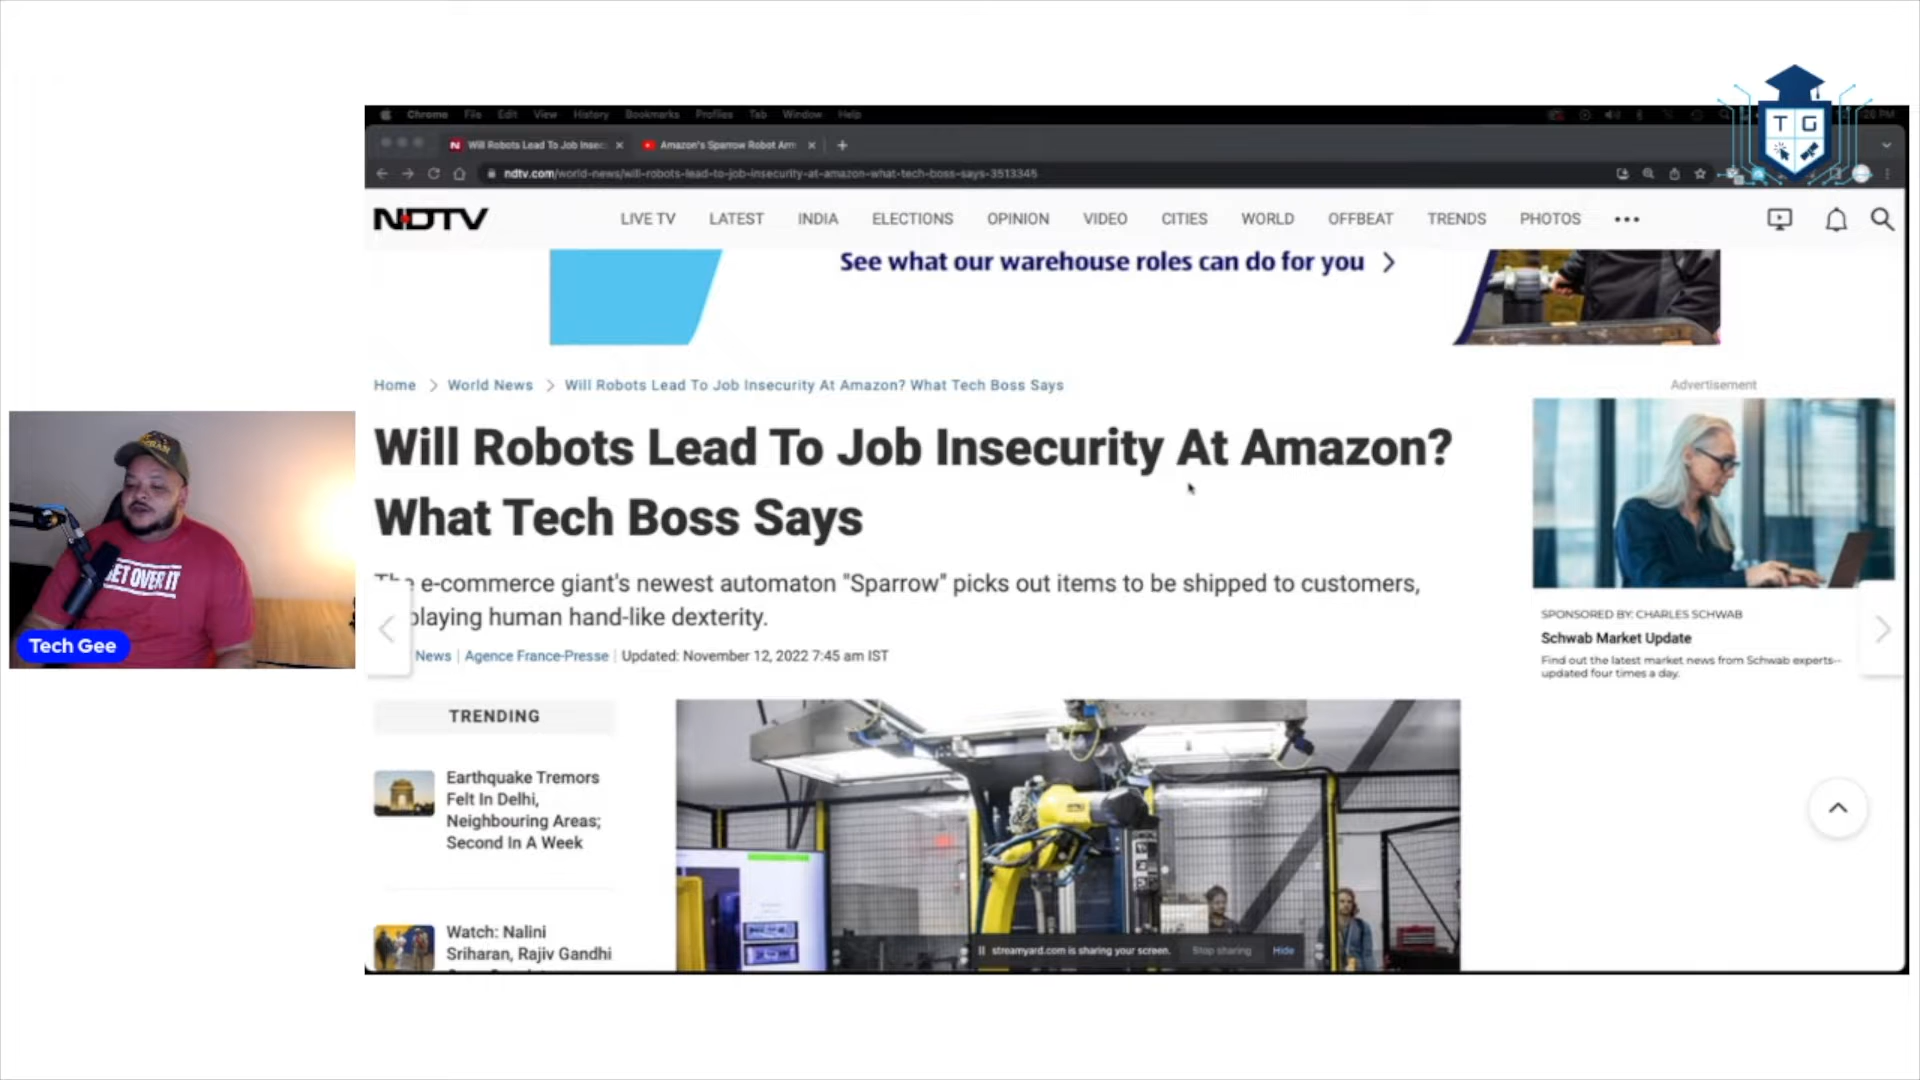 Chrome File Edit View History Bookmarks Profiles Tab Window Help
Will Robots Lead To Job Insec
Amazon's Sparrow Robot Arm
ndtv.com/world-news/will-robots-lead-to-job-insecurity-at-amazon-what-tech-boss-says-3513345
T G
NDTV
LIVE TV LATEST INDIA ELECTIONS OPINION VIDEO CITIES WORLD OFFBEAT TRENDS PHOTOS
See what our warehouse roles can do for you
Home > World News > Will Robots Lead To Job Insecurity At Amazon? What Tech Boss Says
Advertisement
Will Robots Lead To Job Insecurity At Amazon?
What Tech Boss Says
The e-commerce giant's newest automaton "Sparrow" picks out items to be shipped to customers,
playing human hand-like dexterity.
News | Agence France-Presse | Updated: November 12, 2022 7:45 am IST
GET OVER IT
Tech Gee
SPONSORED BY: CHARLES SCHWAB
Schwab Market Update
Find out the latest market news from Schwab experts--
updated four times a day.
TRENDING
Earthquake Tremors
Felt In Delhi,
Neighbouring Areas;
Second In A Week
Watch: Nalini
Sriharan, Rajiv Gandhi
streamyard.com is sharing your screen. Stop sharing Hide